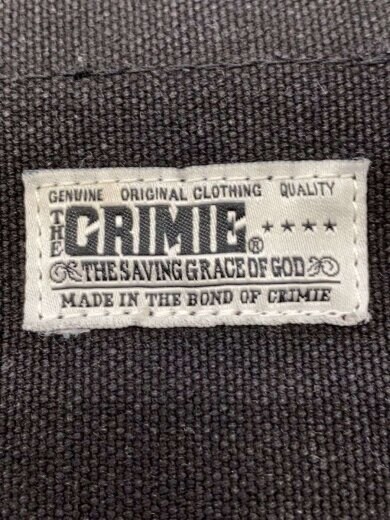 GENUINE ORIGINAL CLOTHING QUALITY
THE CRIMIE® ★★★★
THE SAVING GRACE OF GOD
MADE IN THE BOND OF CRIMIE